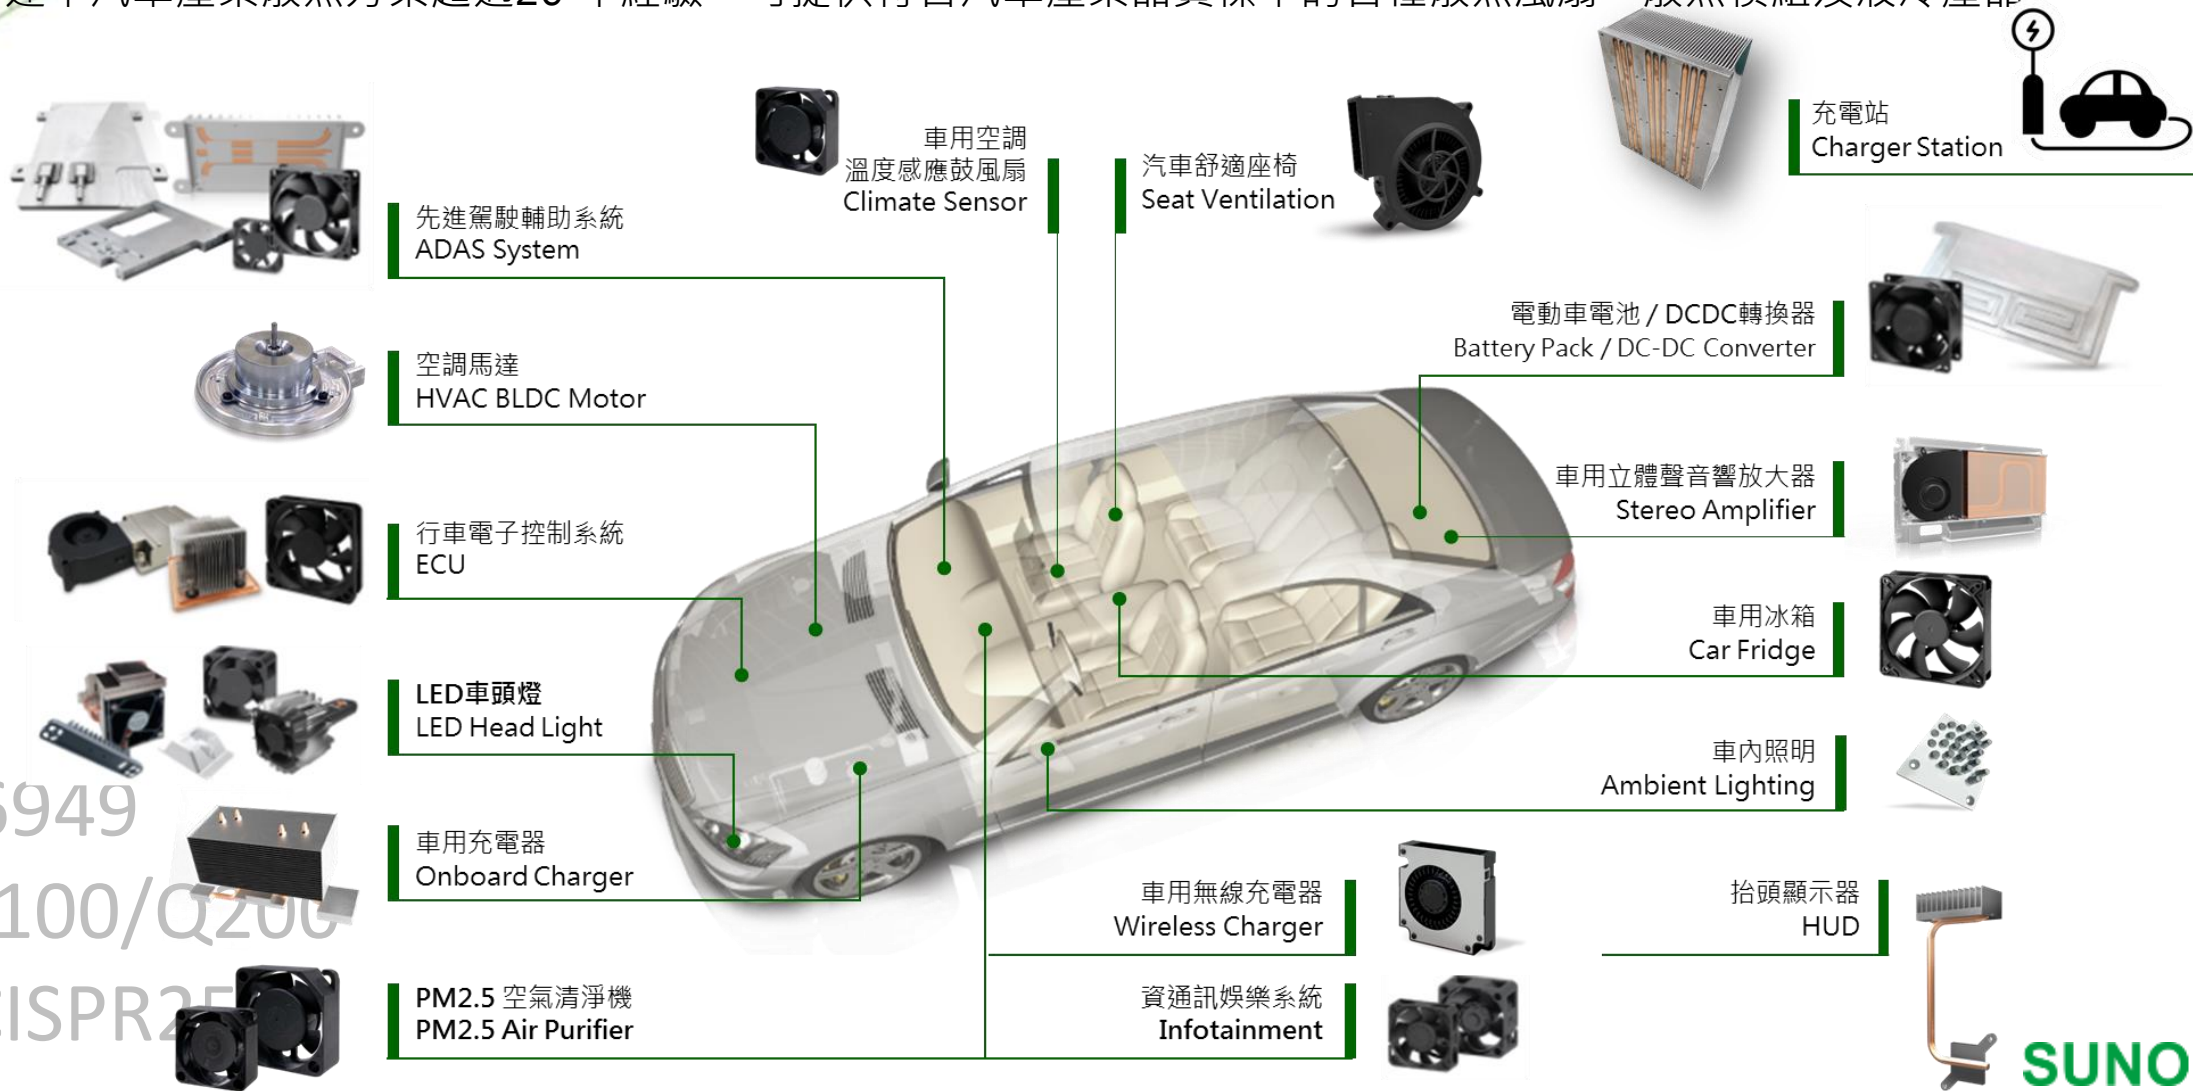 充電站
Charger Station
車用空調
溫度感應鼓風扇
Climate Sensor
汽車舒適座椅
Seat Ventilation
先進駕駛輔助系統
ADAS System
電動車電池 / DCDC轉換器
Battery Pack / DC-DC Converter
空調馬達
HVAC BLDC Motor
車用立體聲音響放大器
Stereo Amplifier
行車電子控制系統
ECU
車用冰箱
Car Fridge
LED車頭燈
LED Head Light
車內照明
Ambient Lighting
6949
車用充電器
Onboard Charger
100/Q200
車用無線充電器
Wireless Charger
抬頭顯示器
HUD
CISPR25
PM2.5 空氣清淨機
PM2.5 Air Purifier
資通訊娛樂系統
Infotainment
SUNO